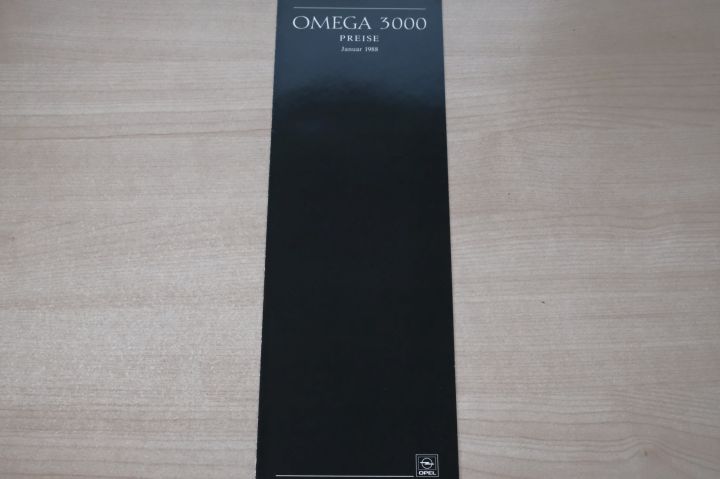 OMEGA 3000
PREISE
Januar 1988
OPEL